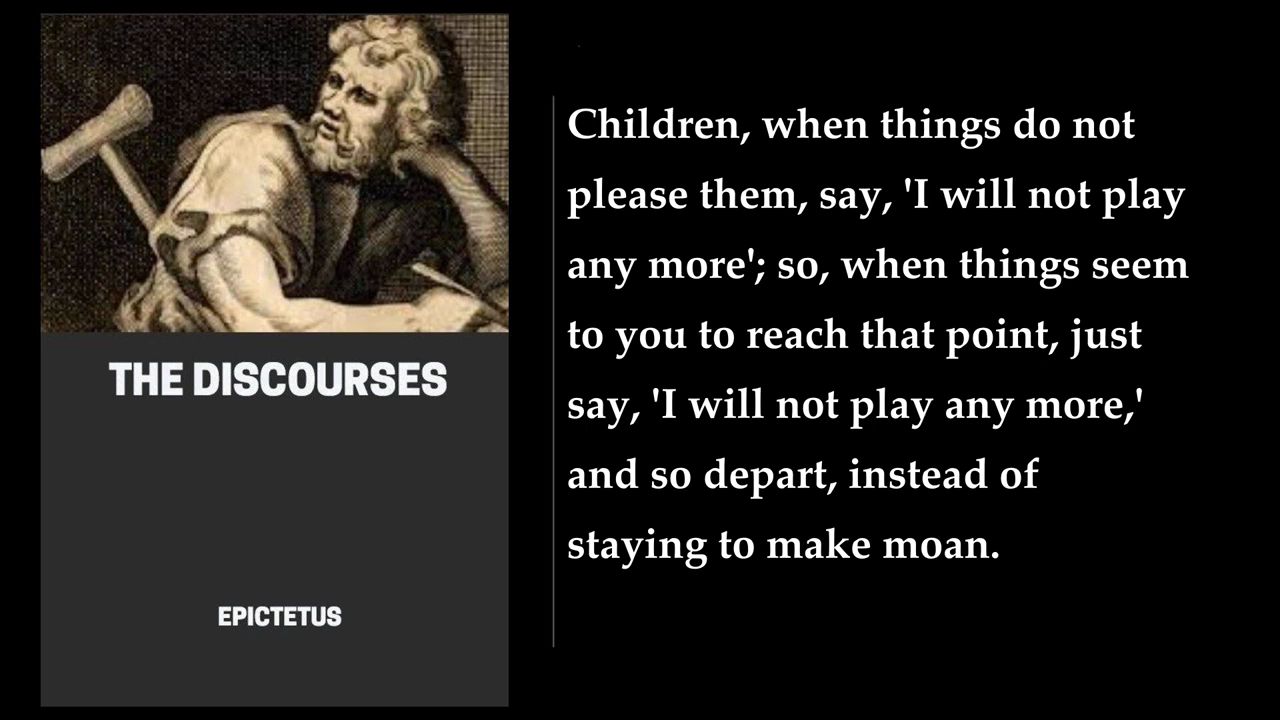 THE DISCOURSES
EPICTETUS
Children, when things do not
please them, say, 'I will not play
any more'; so, when things seem
to you to reach that point, just
say, 'I will not play any more,'
and so depart, instead of
staying to make moan.